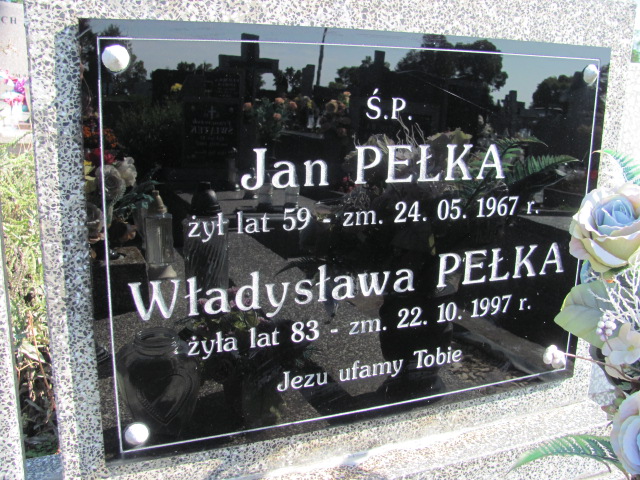 Ś.P.
Jan PEŁKA
żył lat 59 - zm. 24. 05. 1967 r.
Władysława PEŁKA
żyła lat 83 - zm. 22. 10. 1997 r.
Jezu ufamy Tobie